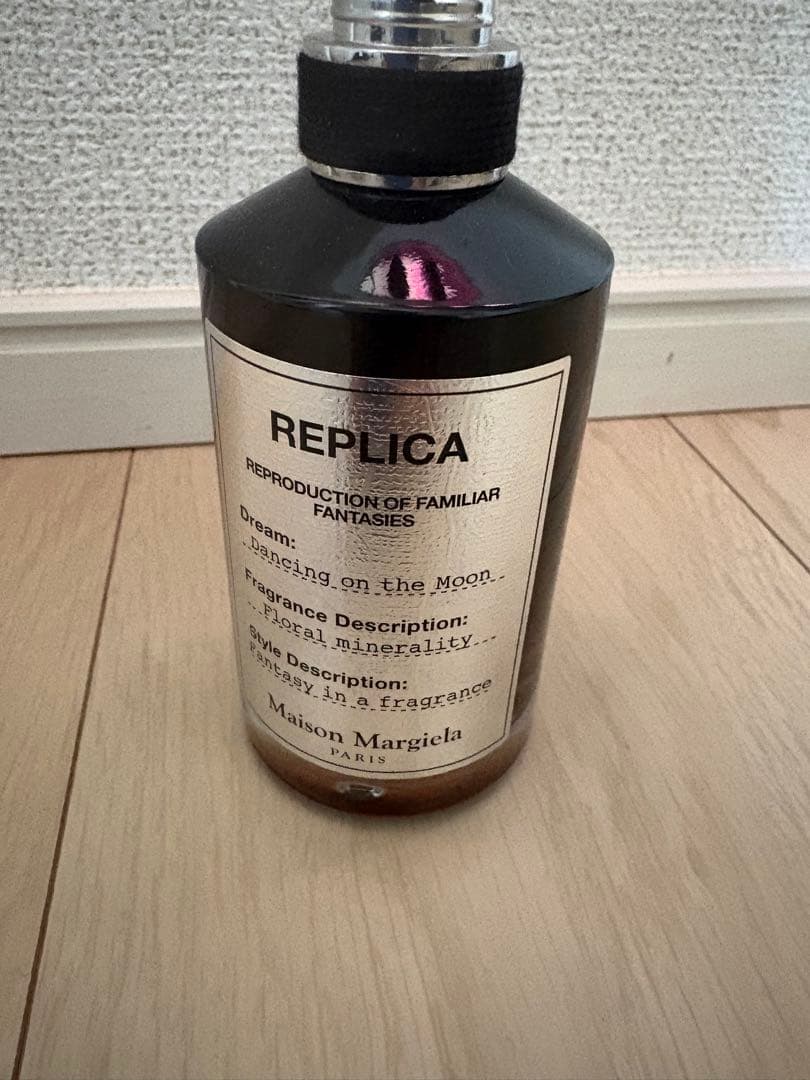 REPLICA
REPRODUCTION OF FAMILIAR
FANTASIES
Dream:
Dancing on the Moon
Fragrance Description:
Floral minerality
Style Description:
Fantasy in a fragrance
Maison Margiela
PARIS